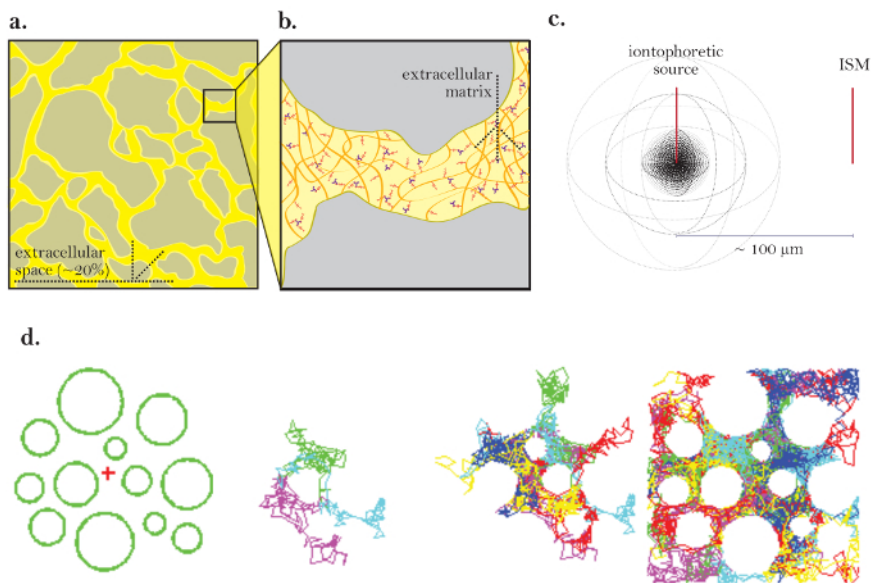 a.
b.
c.
extracellular
matrix
extracellular
space (~20%)
iontophoretic
source
ISM
~ 100 μm
d.